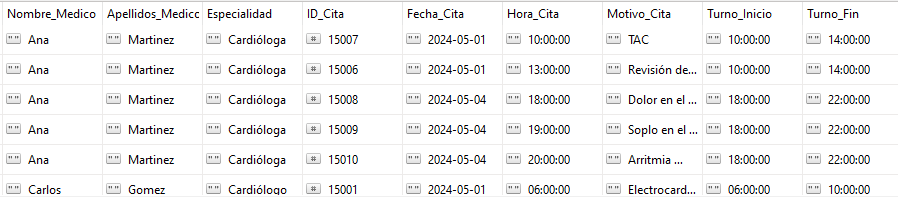 Nombre_Medico Apellidos_Medicc Especialidad ID_Cita Fecha_Cita Hora_Cita Motivo_Cita Turno_Inicio Turno_Fin
"" Ana "" Martinez "" Cardióloga # 15007 "" 2024-05-01 "" 10:00:00 "" TAC "" 10:00:00 "" 14:00:00
"" Ana "" Martinez "" Cardióloga # 15006 "" 2024-05-01 "" 13:00:00 "" Revisión de... "" 10:00:00 "" 14:00:00
"" Ana "" Martinez "" Cardióloga # 15008 "" 2024-05-04 "" 18:00:00 "" Dolor en el ... "" 18:00:00 "" 22:00:00
"" Ana "" Martinez "" Cardióloga # 15009 "" 2024-05-04 "" 19:00:00 "" Soplo en el ... "" 18:00:00 "" 22:00:00
"" Ana "" Martinez "" Cardióloga # 15010 "" 2024-05-04 "" 20:00:00 "" Arritmia ... "" 18:00:00 "" 22:00:00
"" Carlos "" Gomez "" Cardiólogo # 15001 "" 2024-05-01 "" 06:00:00 "" Electrocard... "" 06:00:00 "" 10:00:00